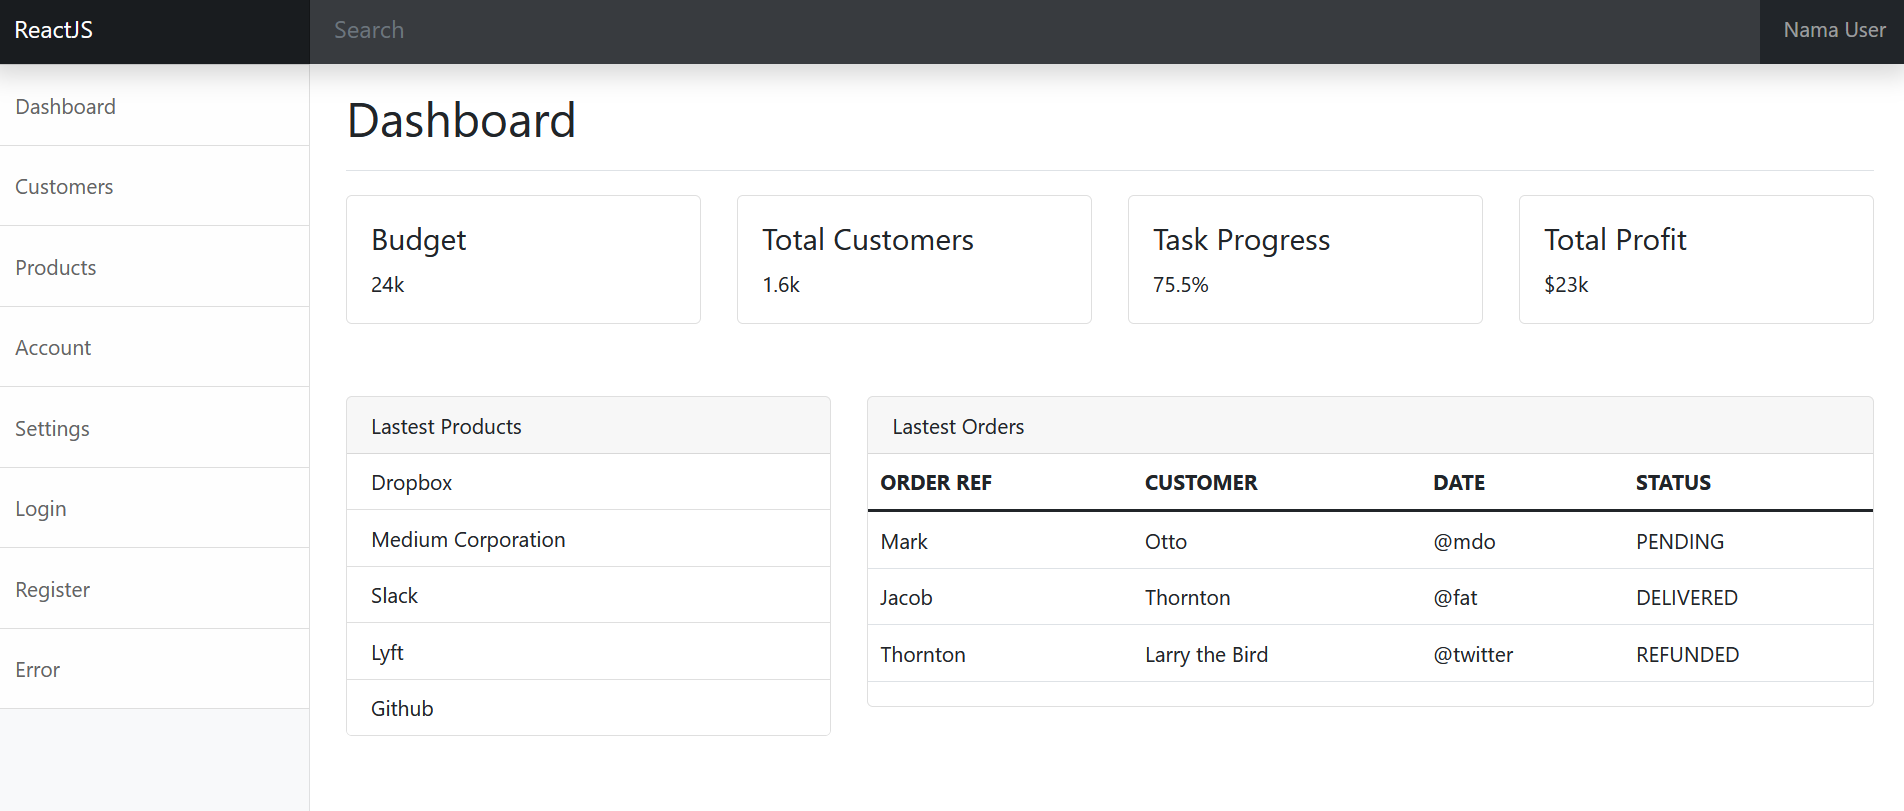 ReactJS
Search
Nama User
Dashboard
Customers
Products
Account
Settings
Login
Register
Error
Dashboard
Budget
24k
Total Customers
1.6k
Task Progress
75.5%
Total Profit
$23k
Lastest Products
Dropbox
Medium Corporation
Slack
Lyft
Github
Lastest Orders
ORDER REF CUSTOMER DATE STATUS
Mark Otto @mdo PENDING
Jacob Thornton @fat DELIVERED
Thornton Larry the Bird @twitter REFUNDED